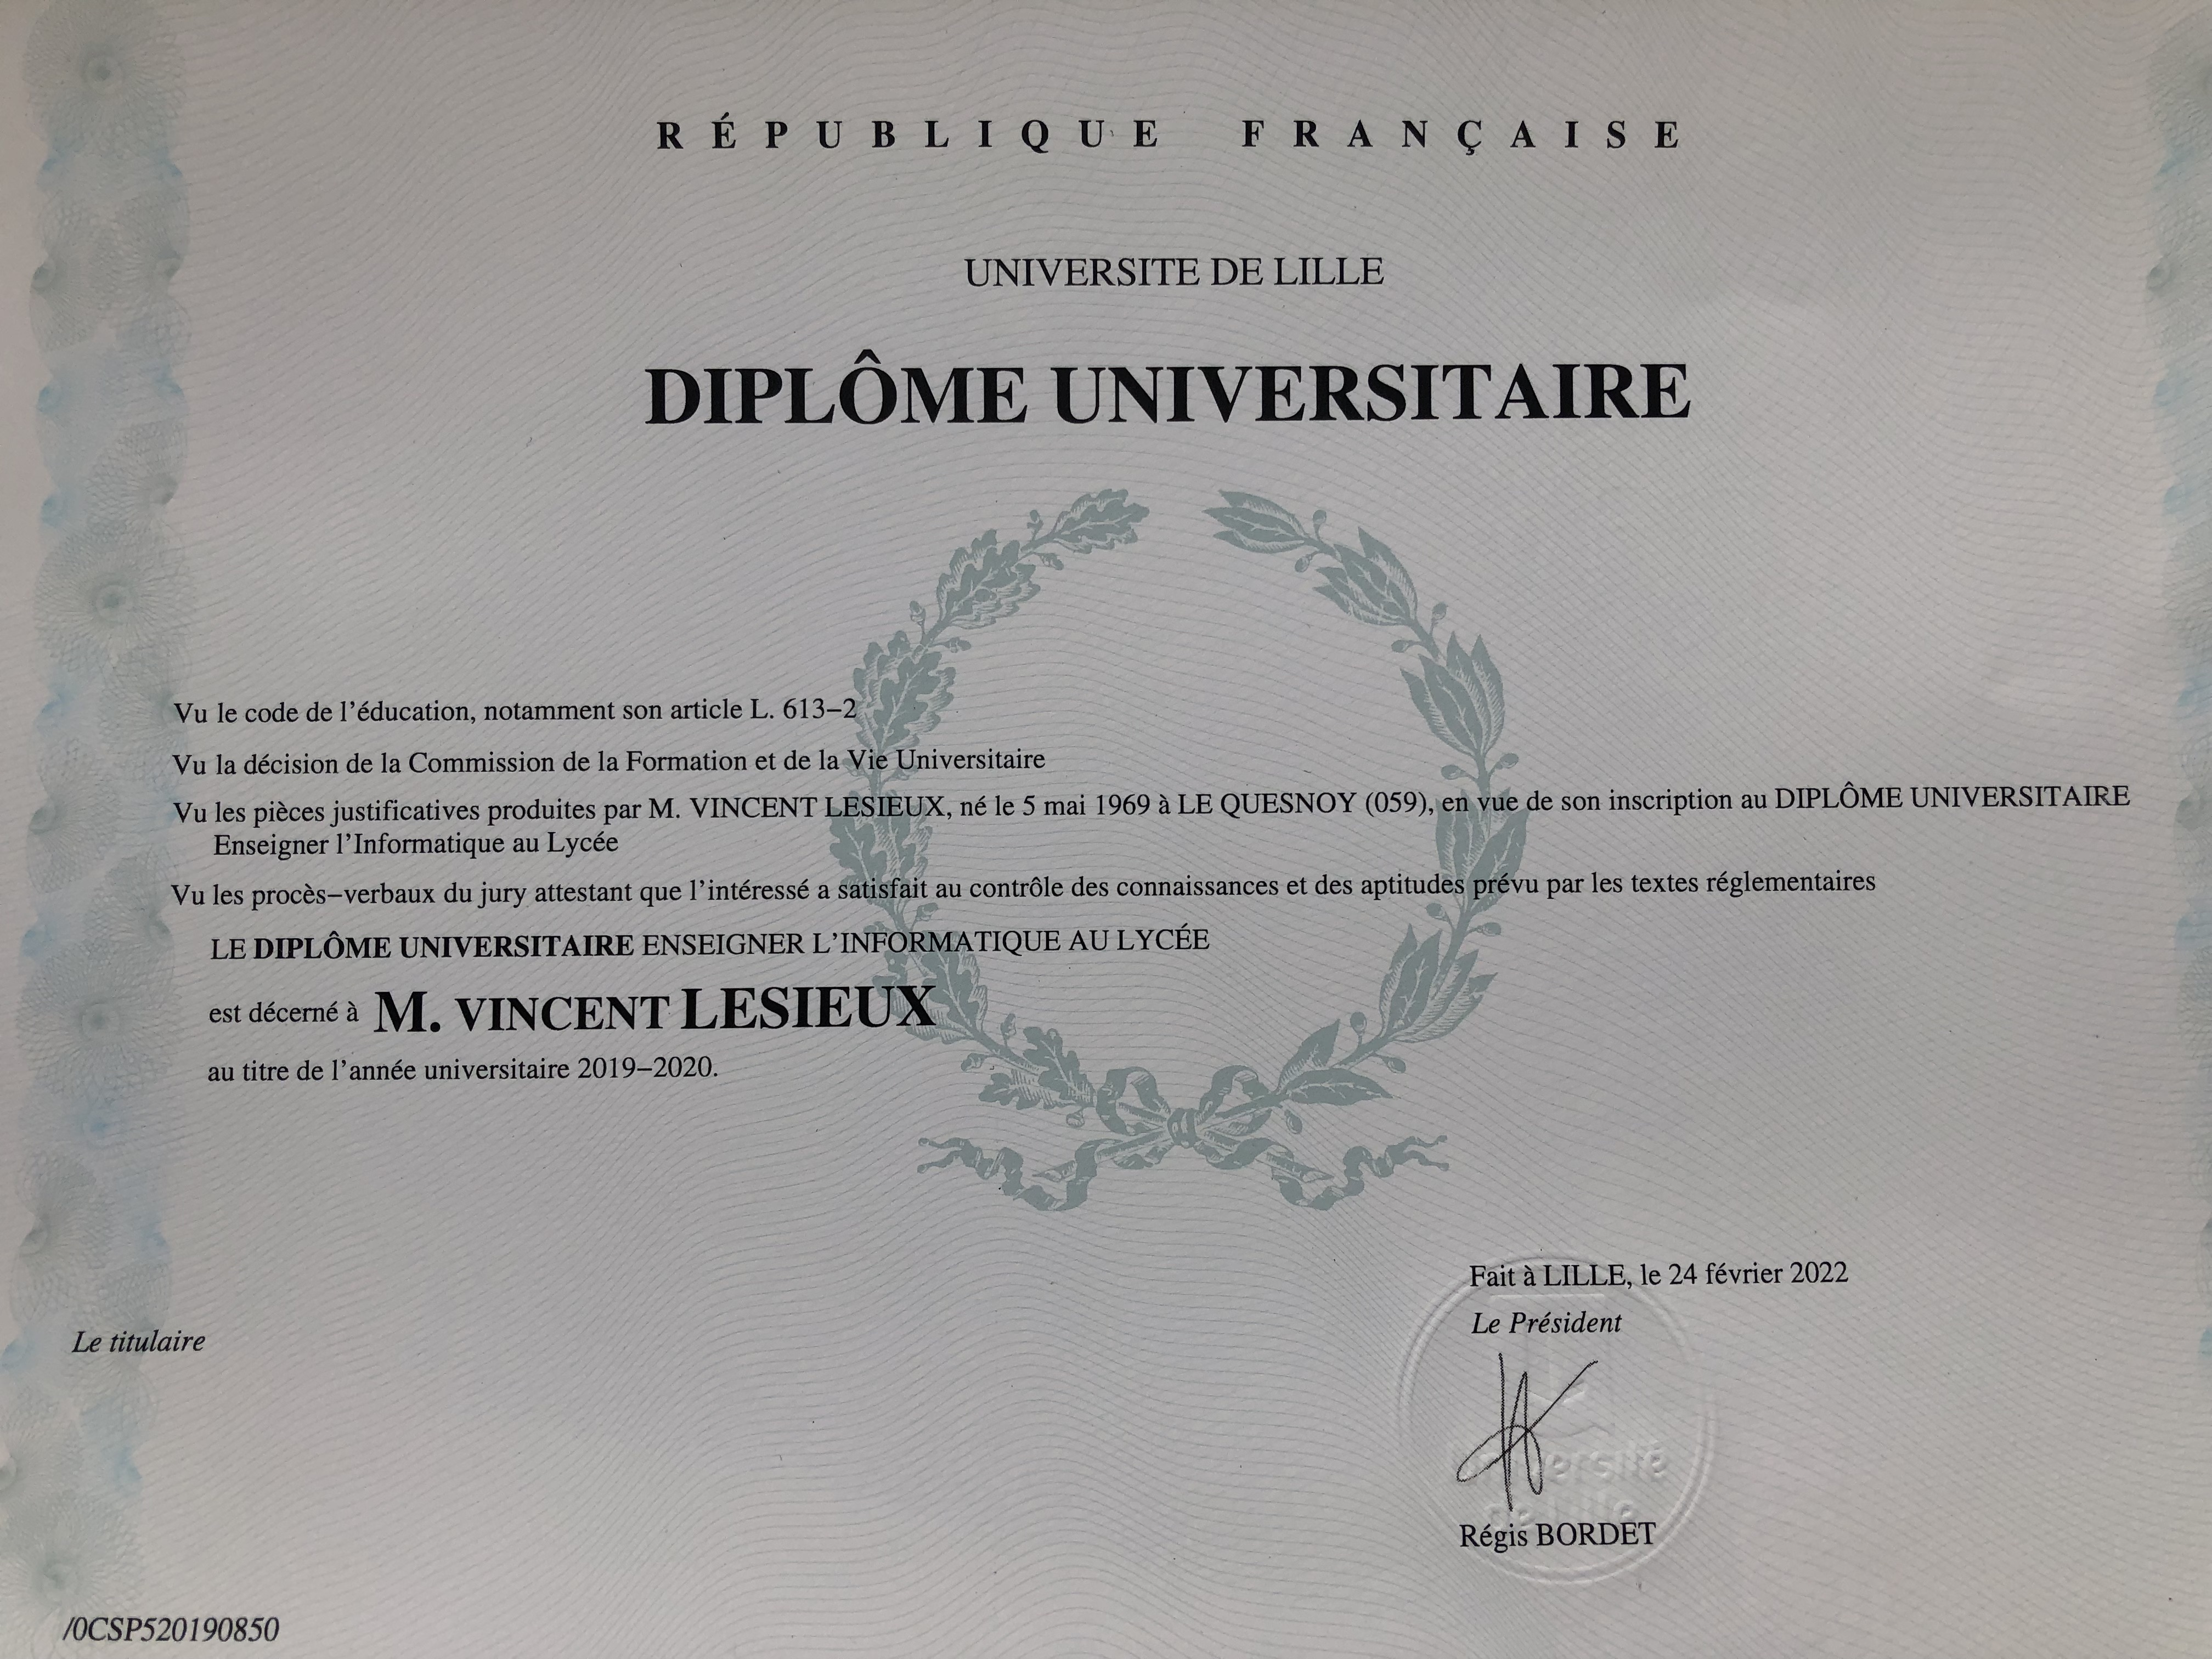 RÉPUBLIQUE FRANÇAISE
UNIVERSITE DE LILLE
DIPLÔME UNIVERSITAIRE
Vu le code de l'éducation, notamment son article L. 613–2
Vu la décision de la Commission de la Formation et de la Vie Universitaire
Vu les pièces justificatives produites par M. VINCENT LESIEUX, né le 5 mai 1969 à LE QUESNOY (059), en vue de son inscription au DIPLÔME UNIVERSITAIRE
Enseigner l'Informatique au Lycée
Vu les procès–verbaux du jury attestant que l'intéressé a satisfait au contrôle des connaissances et des aptitudes prévu par les textes réglementaires
LE DIPLÔME UNIVERSITAIRE ENSEIGNER L'INFORMATIQUE AU LYCÉE
est décerné à M. VINCENT LESIEUX
au titre de l'année universitaire 2019–2020.
Fait à LILLE, le 24 février 2022
Le Président
Le titulaire
Université
de Lille
Régis BORDET
/0CSP520190850